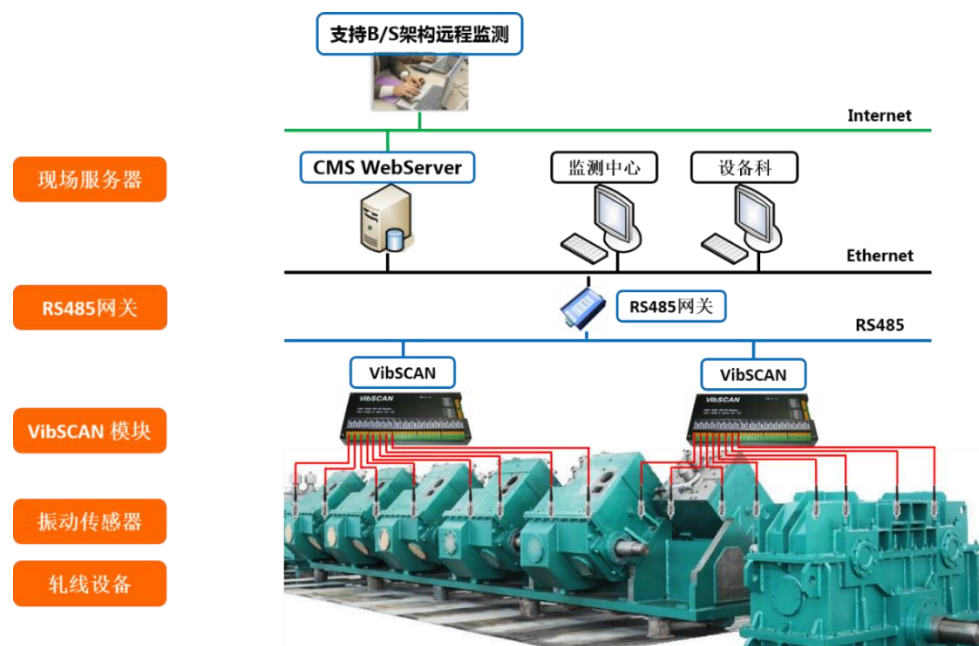 支持B/S架构远程监测
Internet
现场服务器
CMS WebServer
监测中心
设备科
Ethernet
RS485网关
RS485网关
RS485
VibSCAN
VibSCAN
VibSCAN
VibSCAN
VibSCAN 模块
振动传感器
轧线设备